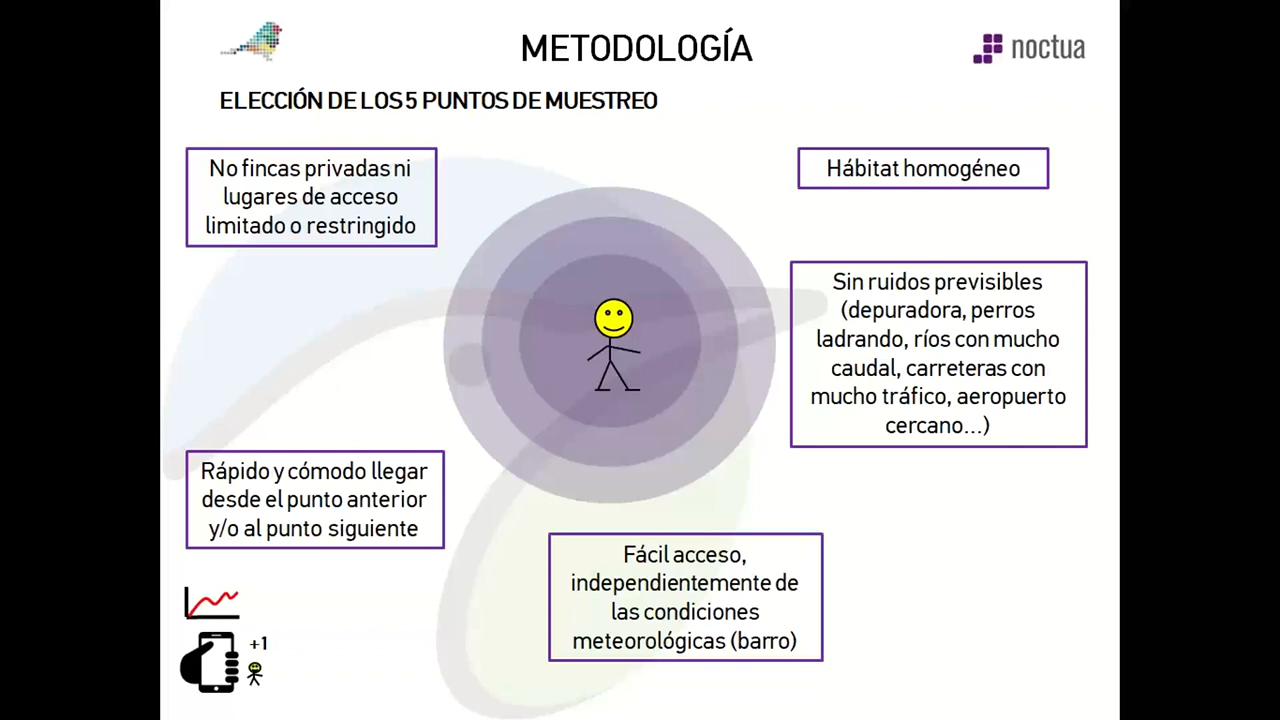 METODOLOGÍA
noctua
ELECCIÓN DE LOS 5 PUNTOS DE MUESTREO
No fincas privadas ni
lugares de acceso
limitado o restringido
Hábitat homogéneo
Sin ruidos previsibles
(depuradora, perros
ladrando, ríos con mucho
caudal, carreteras con
mucho tráfico, aeropuerto
cercano...)
Rápido y cómodo llegar
desde el punto anterior
y/o al punto siguiente
Fácil acceso,
independientemente de
las condiciones
meteorológicas (barro)
+1